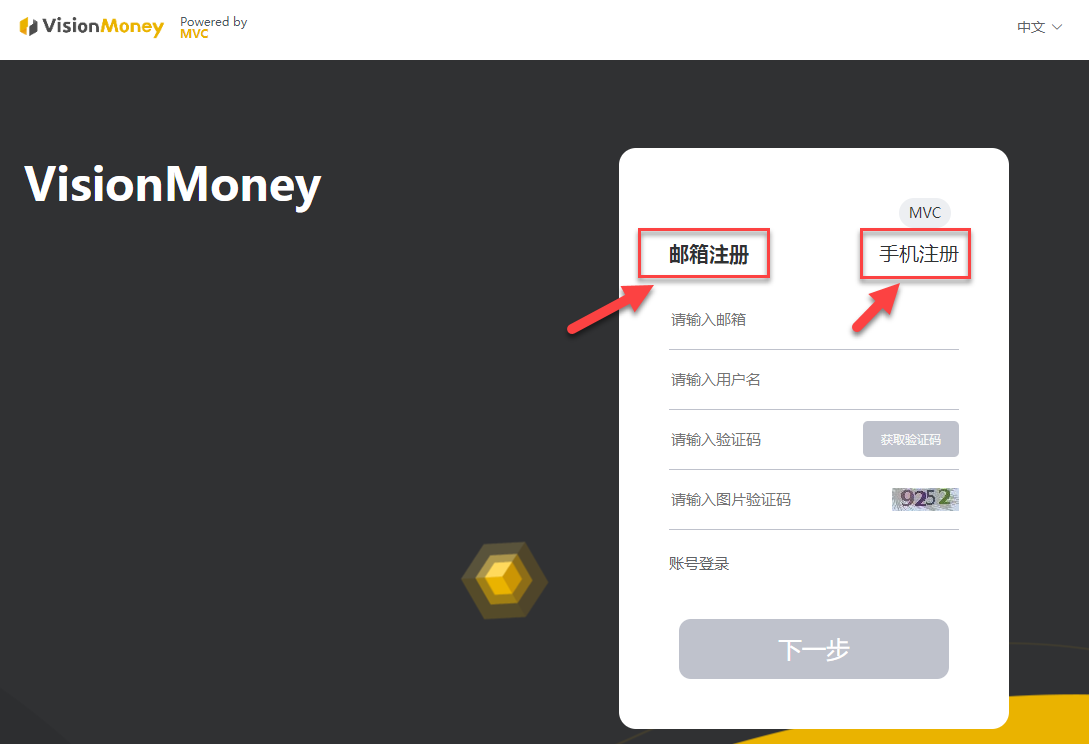 VisionMoney
Powered by
MVC
中文
VisionMoney
MVC
邮箱注册
手机注册
请输入邮箱
请输入用户名
请输入验证码
获取验证码
请输入图片验证码
9252
账号登录
下一步